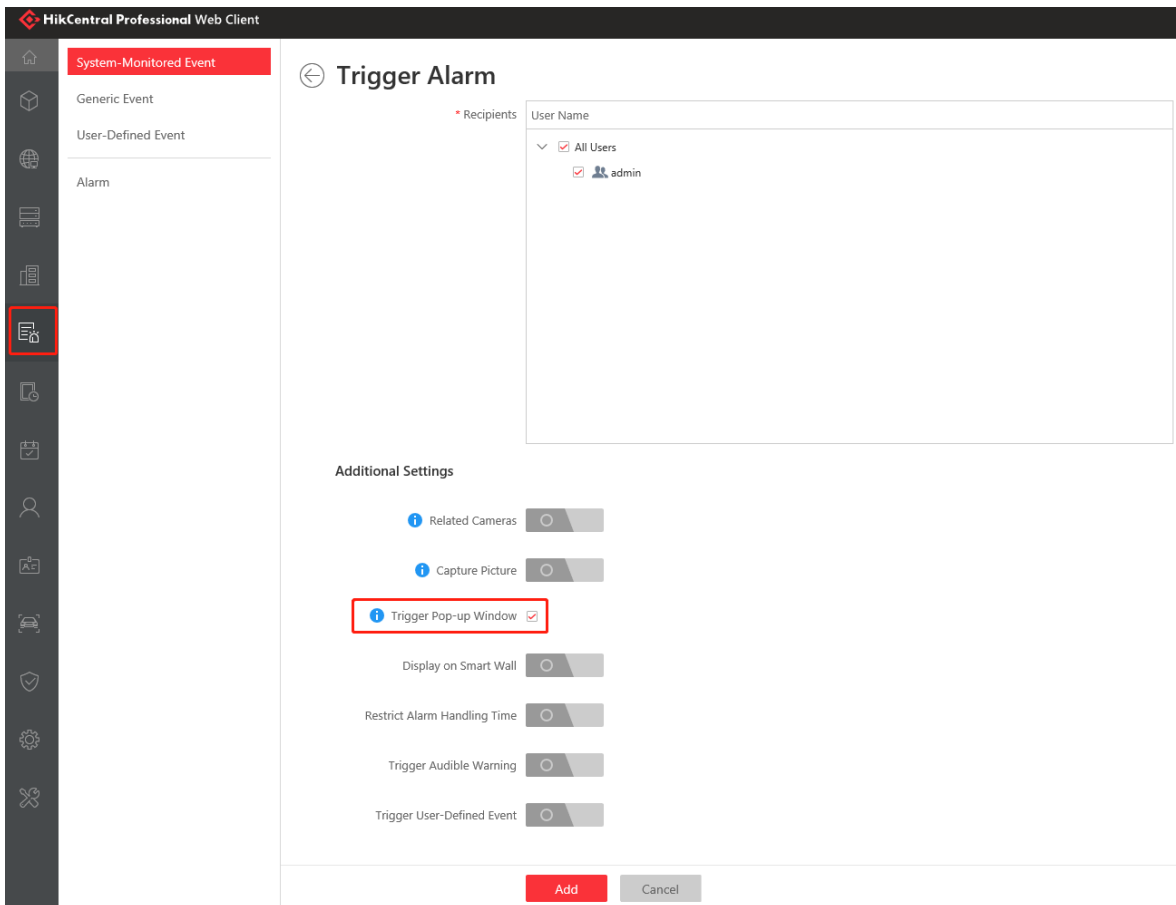 HikCentral Professional Web Client
System-Monitored Event
Generic Event
User-Defined Event
Alarm
Trigger Alarm
* Recipients
User Name
All Users
admin
Additional Settings
Related Cameras
Capture Picture
Trigger Pop-up Window
Display on Smart Wall
Restrict Alarm Handling Time
Trigger Audible Warning
Trigger User-Defined Event
Add
Cancel